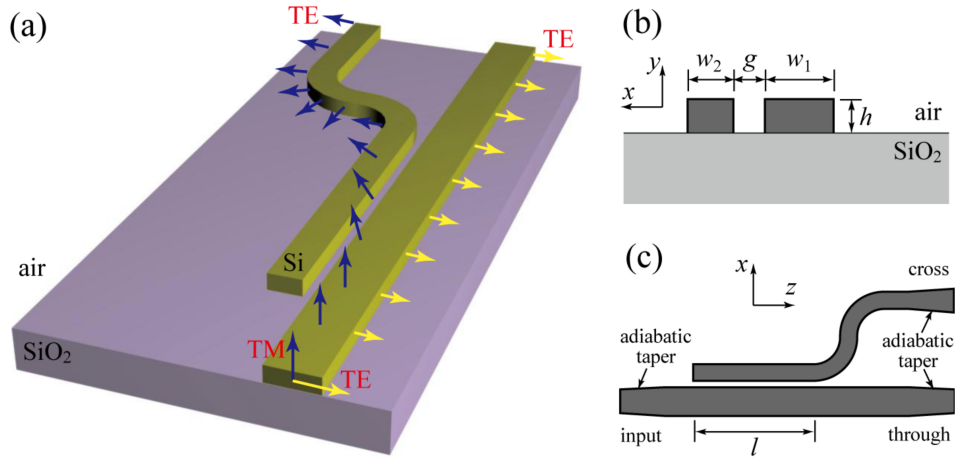 (a)
TE
TE
Si
air
TM
TE
SiO₂
(b)
w₂ g w₁
y
x
h
air
SiO₂
(c)
x
z
cross
adiabatic
taper
adiabatic
taper
input
l
through